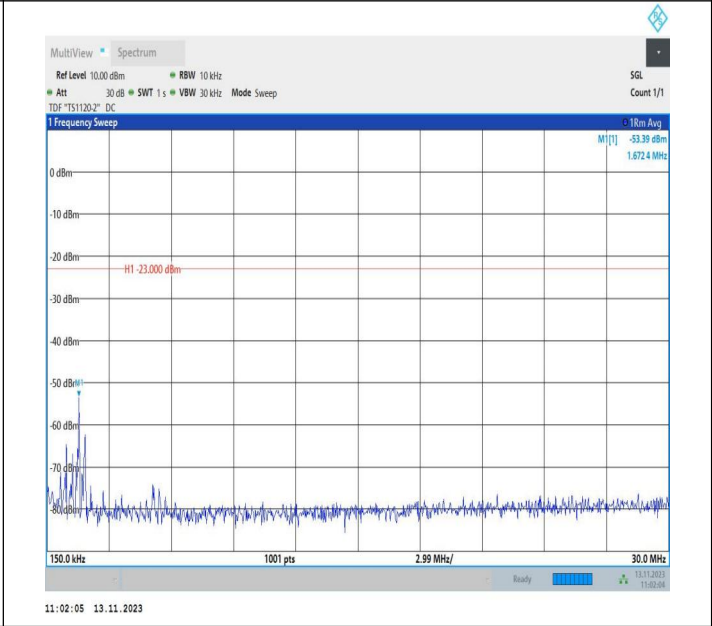 R&S
MultiView Spectrum
Ref Level 10.00 dBm RBW 10 kHz SGL
Att 30 dB SWT 1 s VBW 30 kHz Mode Sweep Count 1/1
TDF "TS1120-2" DC
1 Frequency Sweep 1Rm Avg
M1[1] -53.39 dBm
1.672 4 MHz
0 dBm
-10 dBm
-20 dBm
H1 -23.000 dBm
-30 dBm
-40 dBm
-50 dBm M1
-60 dBm
-70 dBm
-80 dBm
150.0 kHz 1001 pts 2.99 MHz/ 30.0 MHz
Ready 13.11.2023
11:02:04
11:02:05 13.11.2023